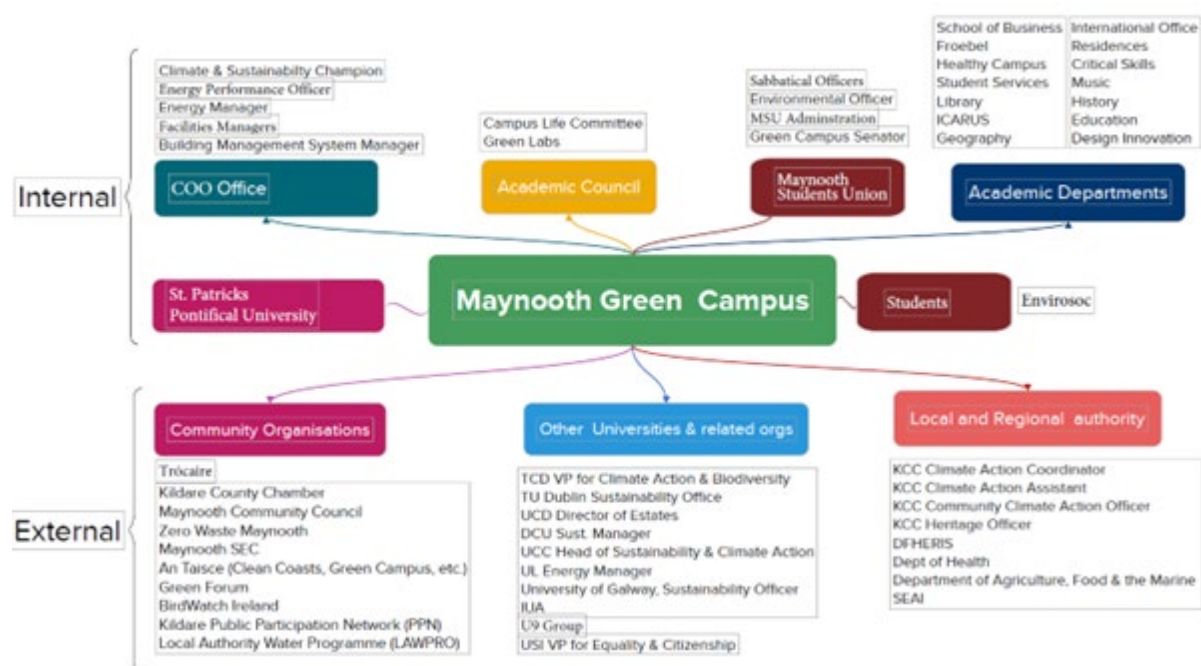 Internal
Climate & Sustainabilty Champion
Energy Performance Officer
Energy Manager
Facilities Managers
Building Management System Manager
COO Office
Campus Life Committee
Green Labs
Academic Council
Sabbatical Officers
Environmental Officer
MSU Adminstration
Green Campus Senator
Maynooth
Students Union
School of Business
Froebel
Healthy Campus
Student Services
Library
ICARUS
Geography
International Office
Residences
Critical Skills
Music
History
Education
Design Innovation
Academic Departments
St. Patricks
Pontifical University
Maynooth Green Campus
Students
Envirosoc
External
Community Organisations
Trócaire
Kildare County Chamber
Maynooth Community Council
Zero Waste Maynooth
Maynooth SEC
An Taisce (Clean Coasts, Green Campus, etc.)
Green Forum
BirdWatch Ireland
Kildare Public Participation Network (PPN)
Local Authority Water Programme (LAWPRO)
Other Universities & related orgs
TCD VP for Climate Action & Biodiversity
TU Dublin Sustainability Office
UCD Director of Estates
DCU Sust. Manager
UCC Head of Sustainability & Climate Action
UL Energy Manager
University of Galway, Sustainability Officer
IUA
U9 Group
USI VP for Equality & Citizenship
Local and Regional authority
KCC Climate Action Coordinator
KCC Climate Action Assistant
KCC Community Climate Action Officer
KCC Heritage Officer
DFHERIS
Dept of Health
Department of Agriculture, Food & the Marine
SEAI